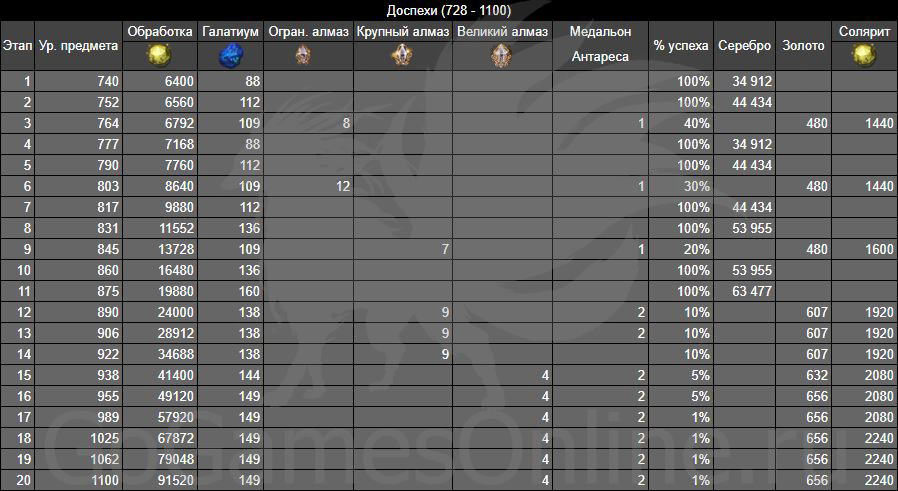 Доспехи (728 - 1100)
Этап Ур. предмета Обработка Галатиум Огран. алмаз Крупный алмаз Великий алмаз Медальон Антареса % успеха Серебро Золото Солярит
1 740 6400 88 100% 34 912
2 752 6560 112 100% 44 434
3 764 6792 109 8 1 40% 480 1440
4 777 7168 88 100% 34 912
5 790 7760 112 100% 44 434
6 803 8640 109 12 1 30% 480 1440
7 817 9880 112 100% 44 434
8 831 11552 136 100% 53 955
9 845 13728 109 7 1 20% 480 1600
10 860 16480 136 100% 53 955
11 875 19880 160 100% 63 477
12 890 24000 138 9 2 10% 607 1920
13 906 28912 138 9 2 10% 607 1920
14 922 34688 138 9 10% 607 1920
15 938 41400 144 4 2 5% 632 2080
16 955 49120 149 4 2 5% 656 2080
17 989 57920 149 4 2 1% 656 2080
18 1025 67872 149 4 2 1% 656 2240
19 1062 79048 149 4 2 1% 656 2240
20 1100 91520 149 4 2 1% 656 2240
GoGamesOnline.ru